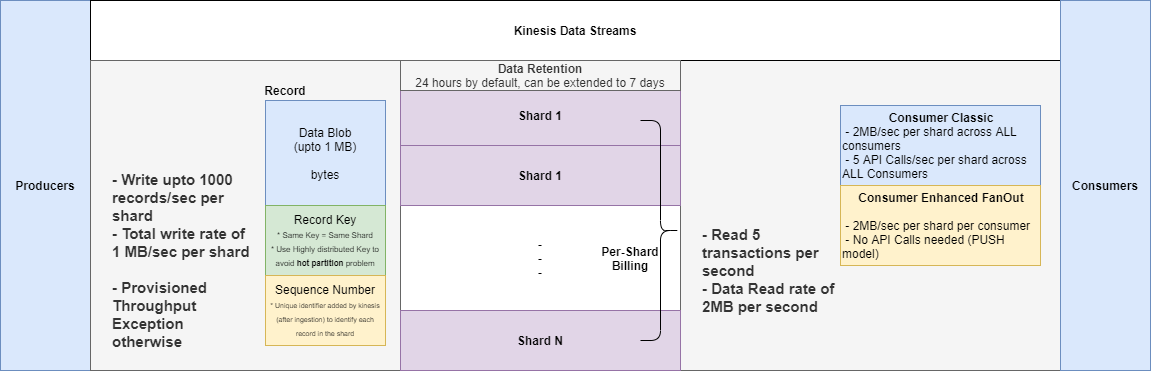 Kinesis Data Streams
Producers
- Write upto 1000
records/sec per
shard
- Total write rate of
1 MB/sec per shard
- Provisioned
Throughput
Exception
otherwise
Record
Data Blob
(upto 1 MB)
bytes
Record Key
* Same Key = Same Shard
* Use Highly distributed Key to
avoid hot partition problem
Sequence Number
* Unique identifier added by kinesis
(after ingestion) to identify each
record in the shard
Data Retention
24 hours by default, can be extended to 7 days
Shard 1
Shard 1
-
-
-
Per-Shard
Billing
Shard N
- Read 5
transactions per
second
- Data Read rate of
2MB per second
Consumer Classic
- 2MB/sec per shard across ALL
consumers
- 5 API Calls/sec per shard across
ALL Consumers
Consumer Enhanced FanOut
- 2MB/sec per shard per consumer
- No API Calls needed (PUSH
model)
Consumers